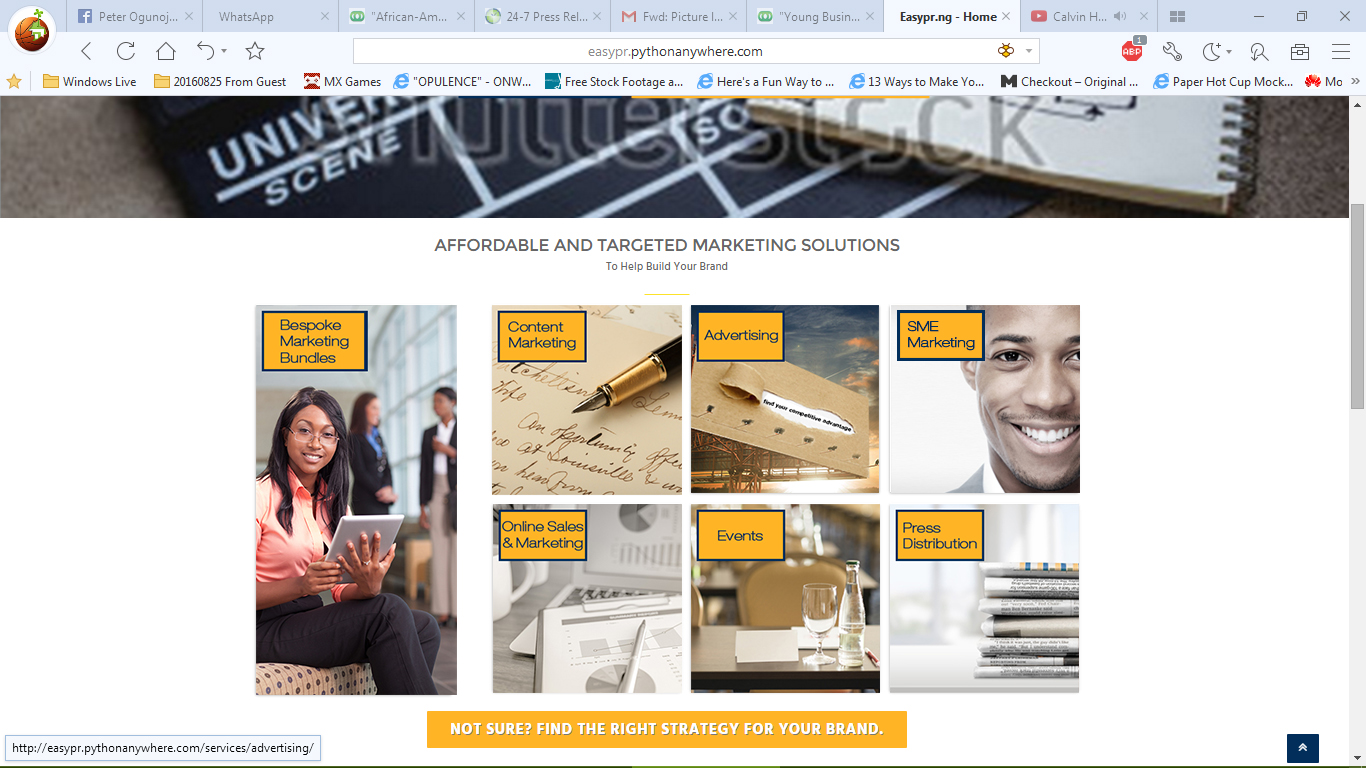 Peter Ogunoj...
WhatsApp
"African-Am...
24-7 Press Rel...
Fwd: Picture I...
"Young Busin...
Easypr.ng - Home
Calvin H...
easypr.pythonanywhere.com
1
ABP
Windows Live
20160825 From Guest
MX Games
"OPULENCE" - ONW...
Free Stock Footage a...
Here's a Fun Way to ...
13 Ways to Make Yo...
Checkout – Original ...
Paper Hot Cup Mock...
Mo
shutterstock
SCENE
AFFORDABLE AND TARGETED MARKETING SOLUTIONS
To Help Build Your Brand
Bespoke
Marketing
Bundles
Content
Marketing
An opportunity
Advertising
find your competitive advantage
SME
Marketing
Online Sales
& Marketing
Events
Press
Distribution
NOT SURE? FIND THE RIGHT STRATEGY FOR YOUR BRAND.
http://easypr.pythonanywhere.com/services/advertising/